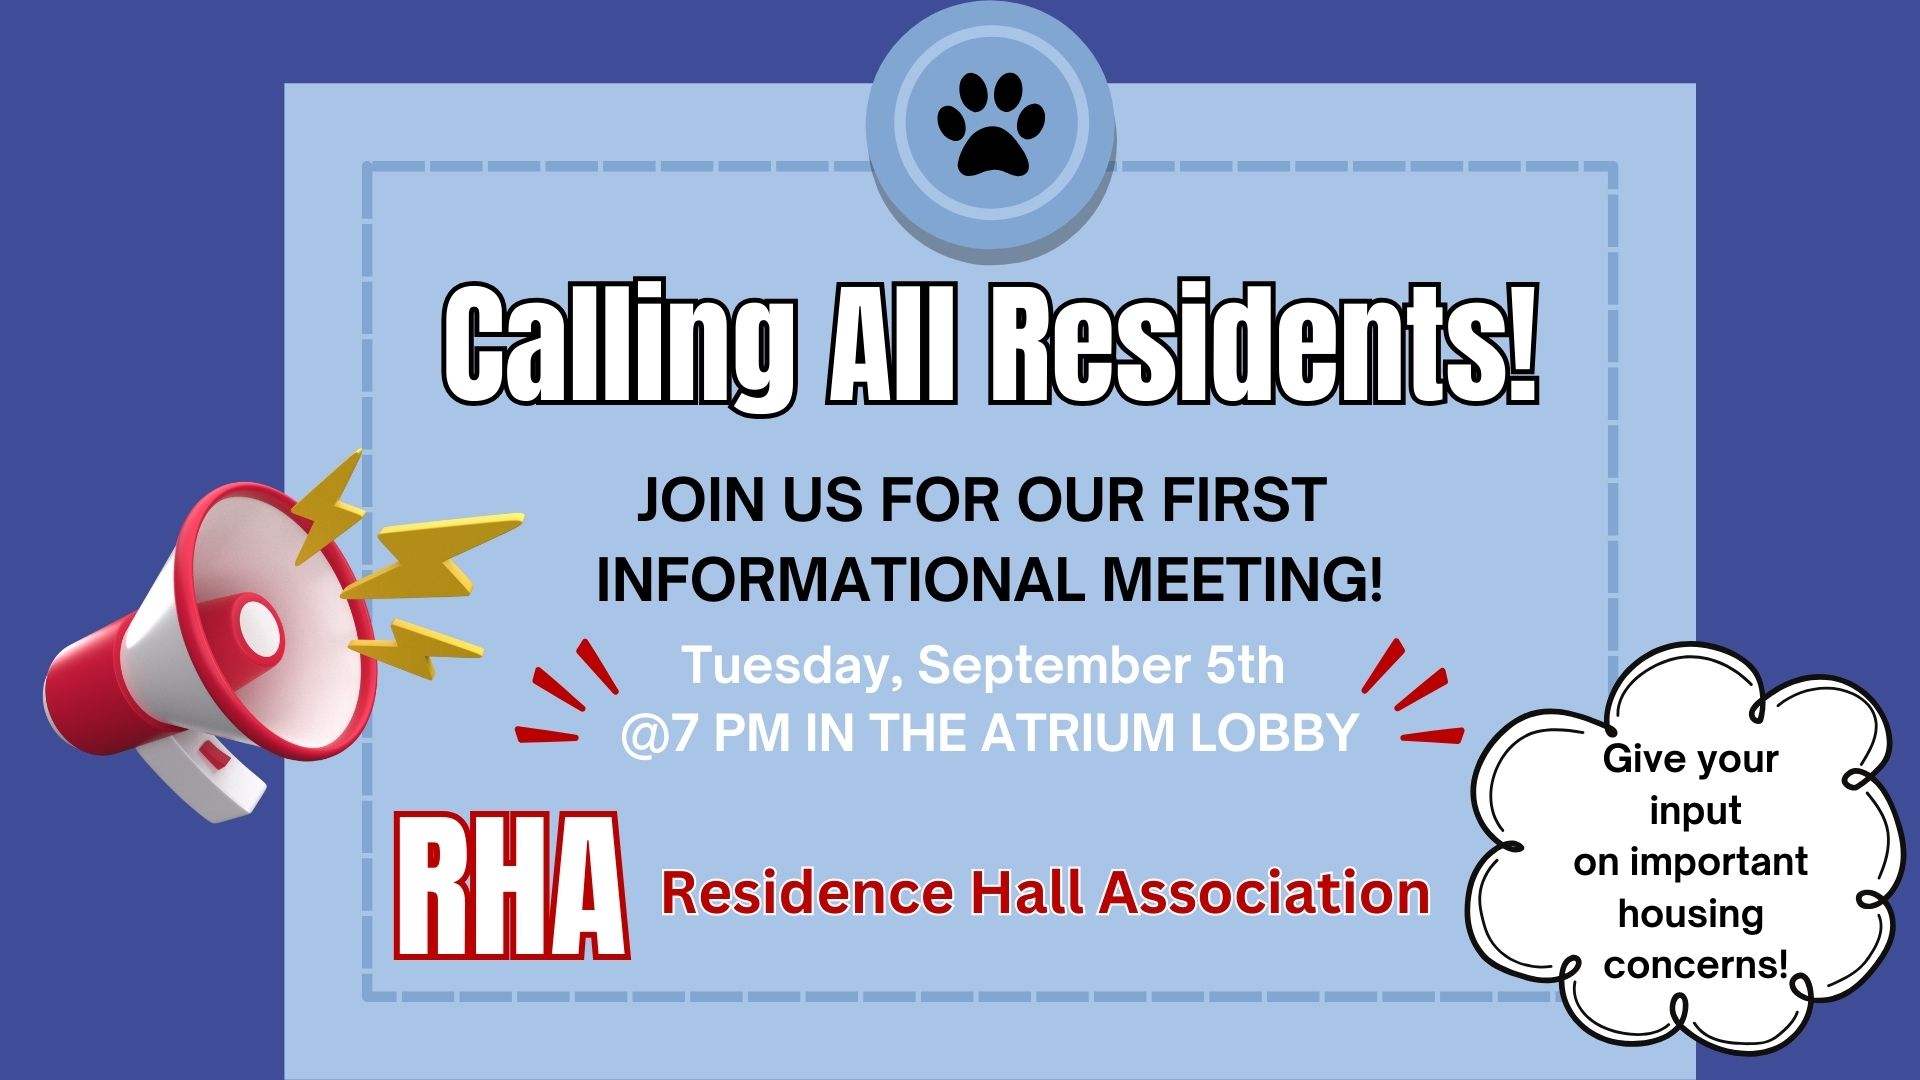 Calling All Residents!
JOIN US FOR OUR FIRST
INFORMATIONAL MEETING!
Tuesday, September 5th
@7 PM IN THE ATRIUM LOBBY
RHA
Residence Hall Association
Give your
input
on important
housing
concerns!